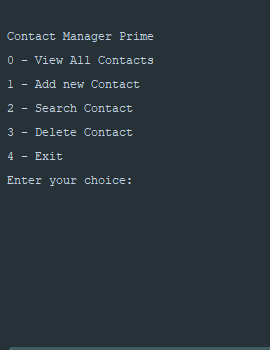 Contact Manager Prime
0 - View All Contacts
1 - Add new Contact
2 - Search Contact
3 - Delete Contact
4 - Exit
Enter your choice: